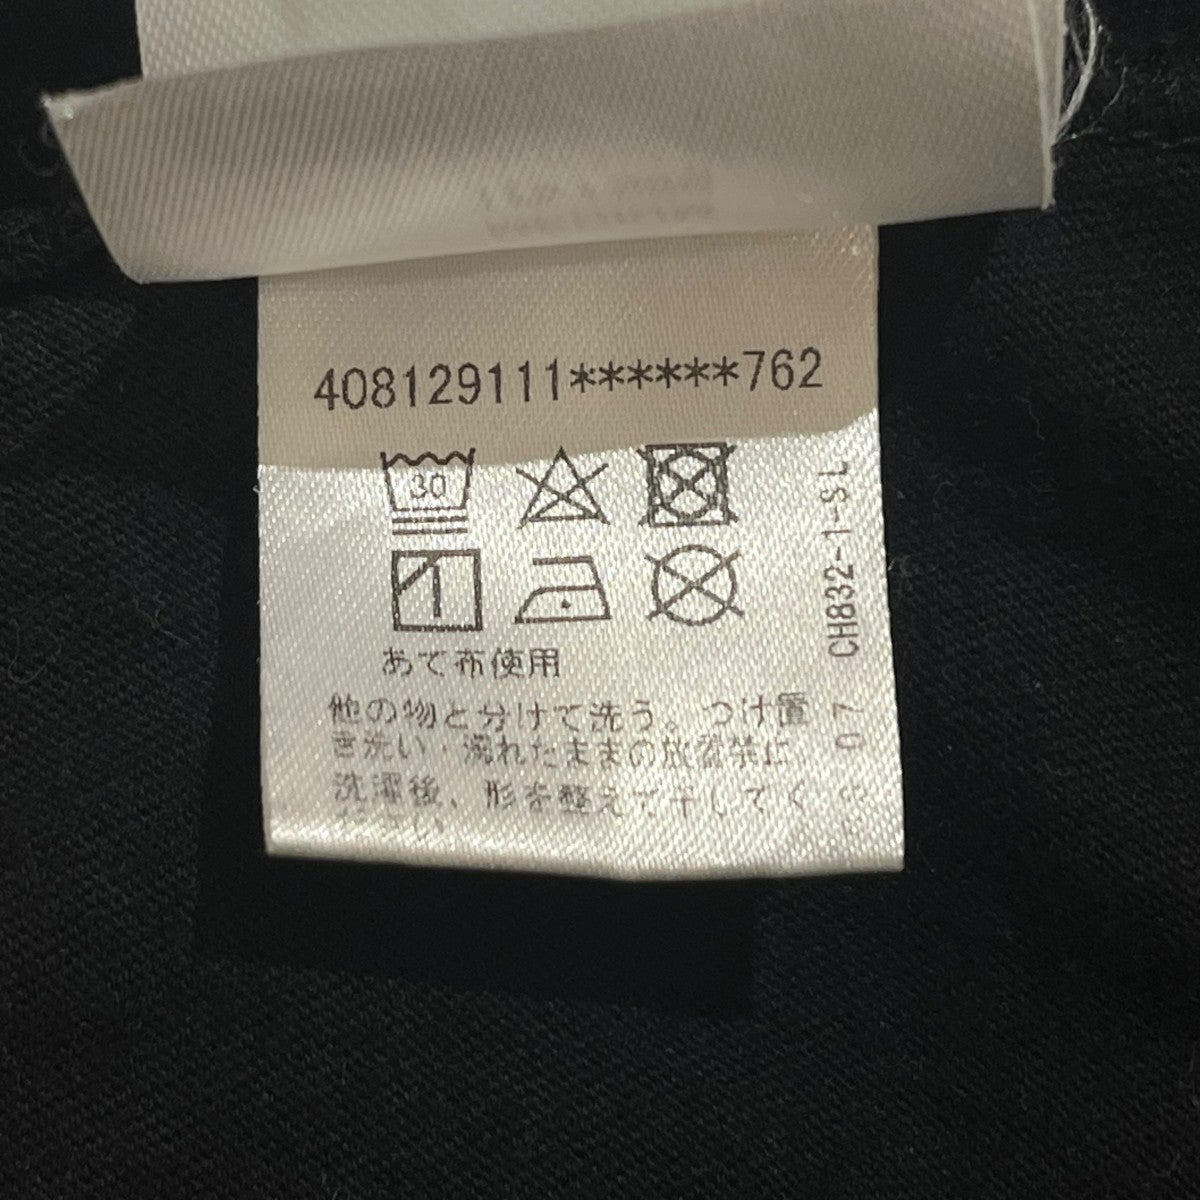 408129111******762
30
あて布使用
他の物と分けて洗う。つけ置
き洗い・濡れたままの放置禁止
洗濯後、形を整えて干してく
ださい
CH832-1-SL
07